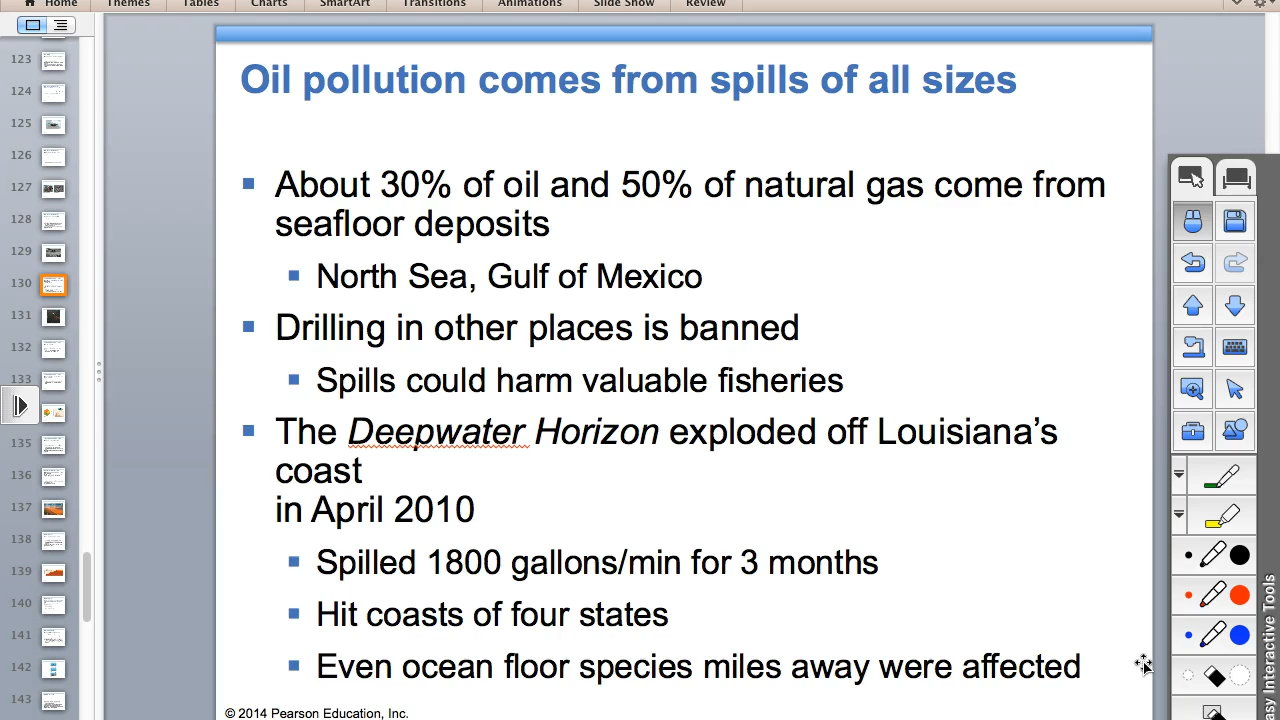 Home Themes Tables Charts SmartArt Transitions Animations Slide Show Review
123
124
125
126
127
128
129
130
131
132
133
135
136
137
138
139
140
141
142
143
Oil pollution comes from spills of all sizes
About 30% of oil and 50% of natural gas come from
seafloor deposits
North Sea, Gulf of Mexico
Drilling in other places is banned
Spills could harm valuable fisheries
The Deepwater Horizon exploded off Louisiana’s
coast
in April 2010
Spilled 1800 gallons/min for 3 months
Hit coasts of four states
Even ocean floor species miles away were affected
© 2014 Pearson Education, Inc.
Interactive Tools